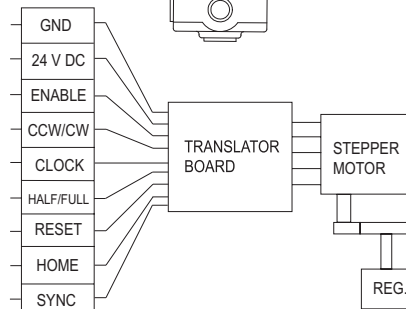 GND
24 V DC
ENABLE
CCW/CW
CLOCK
HALF/FULL
RESET
HOME
SYNC
TRANSLATOR
BOARD
STEPPER
MOTOR
REG.